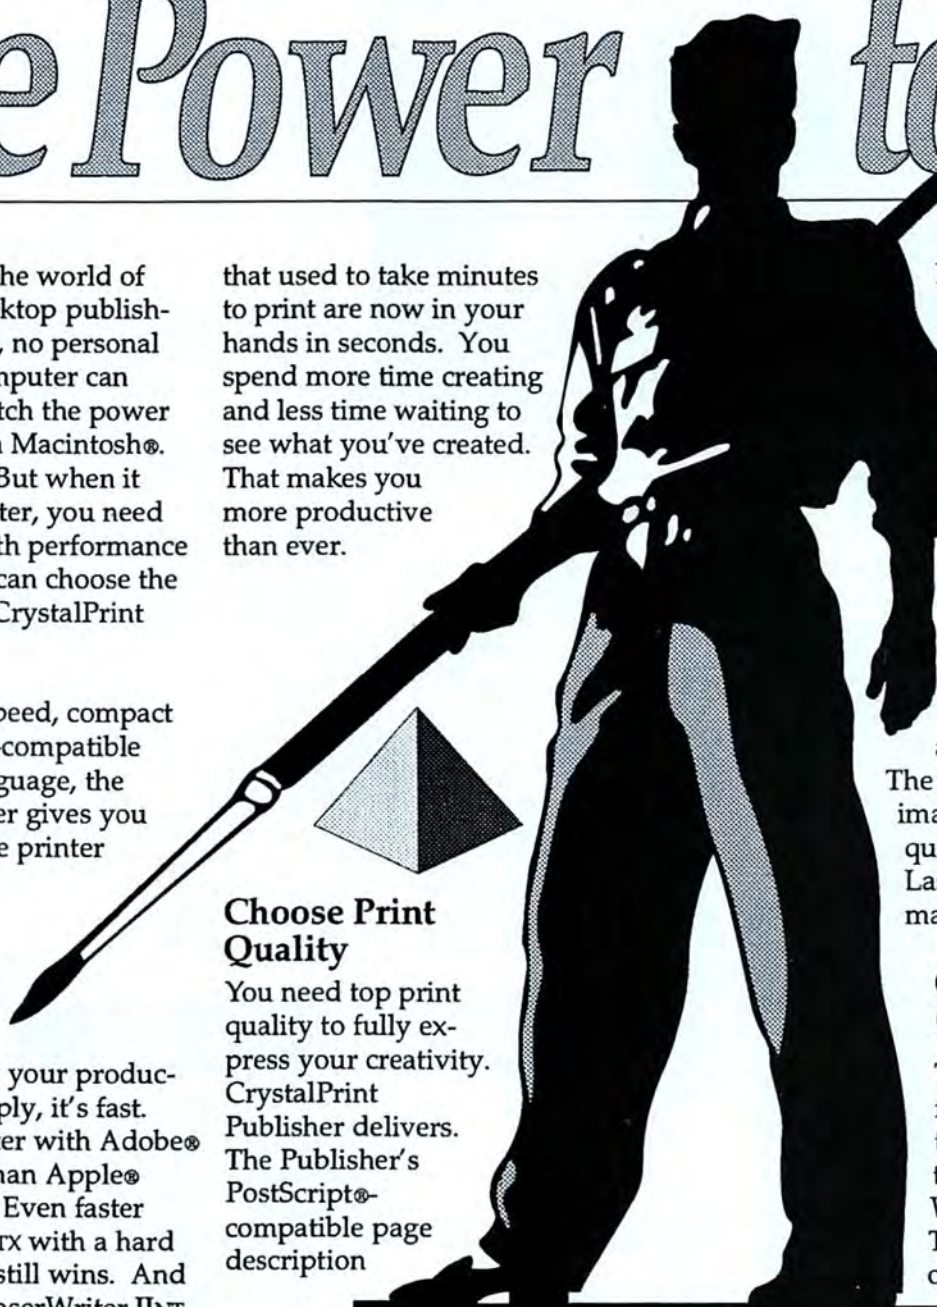 e Power to
he world of
ktop publish-
, no personal
mputer can
tch the power
Macintosh®.
But when it
ter, you need
th performance
can choose the
CrystalPrint
peed, compact
-compatible
guage, the
er gives you
e printer
your produc-
ply, it's fast.
ter with Adobe®
han Apple®
Even faster
TX with a hard
still wins. And
aserWriter IINT
that used to take minutes
to print are now in your
hands in seconds. You
spend more time creating
and less time waiting to
see what you've created.
That makes you
more productive
than ever.
Choose Print
Quality
You need top print
quality to fully ex-
press your creativity.
CrystalPrint
Publisher delivers.
The Publisher's
PostScript®-
compatible page
description
The
ima
qu
La
ma